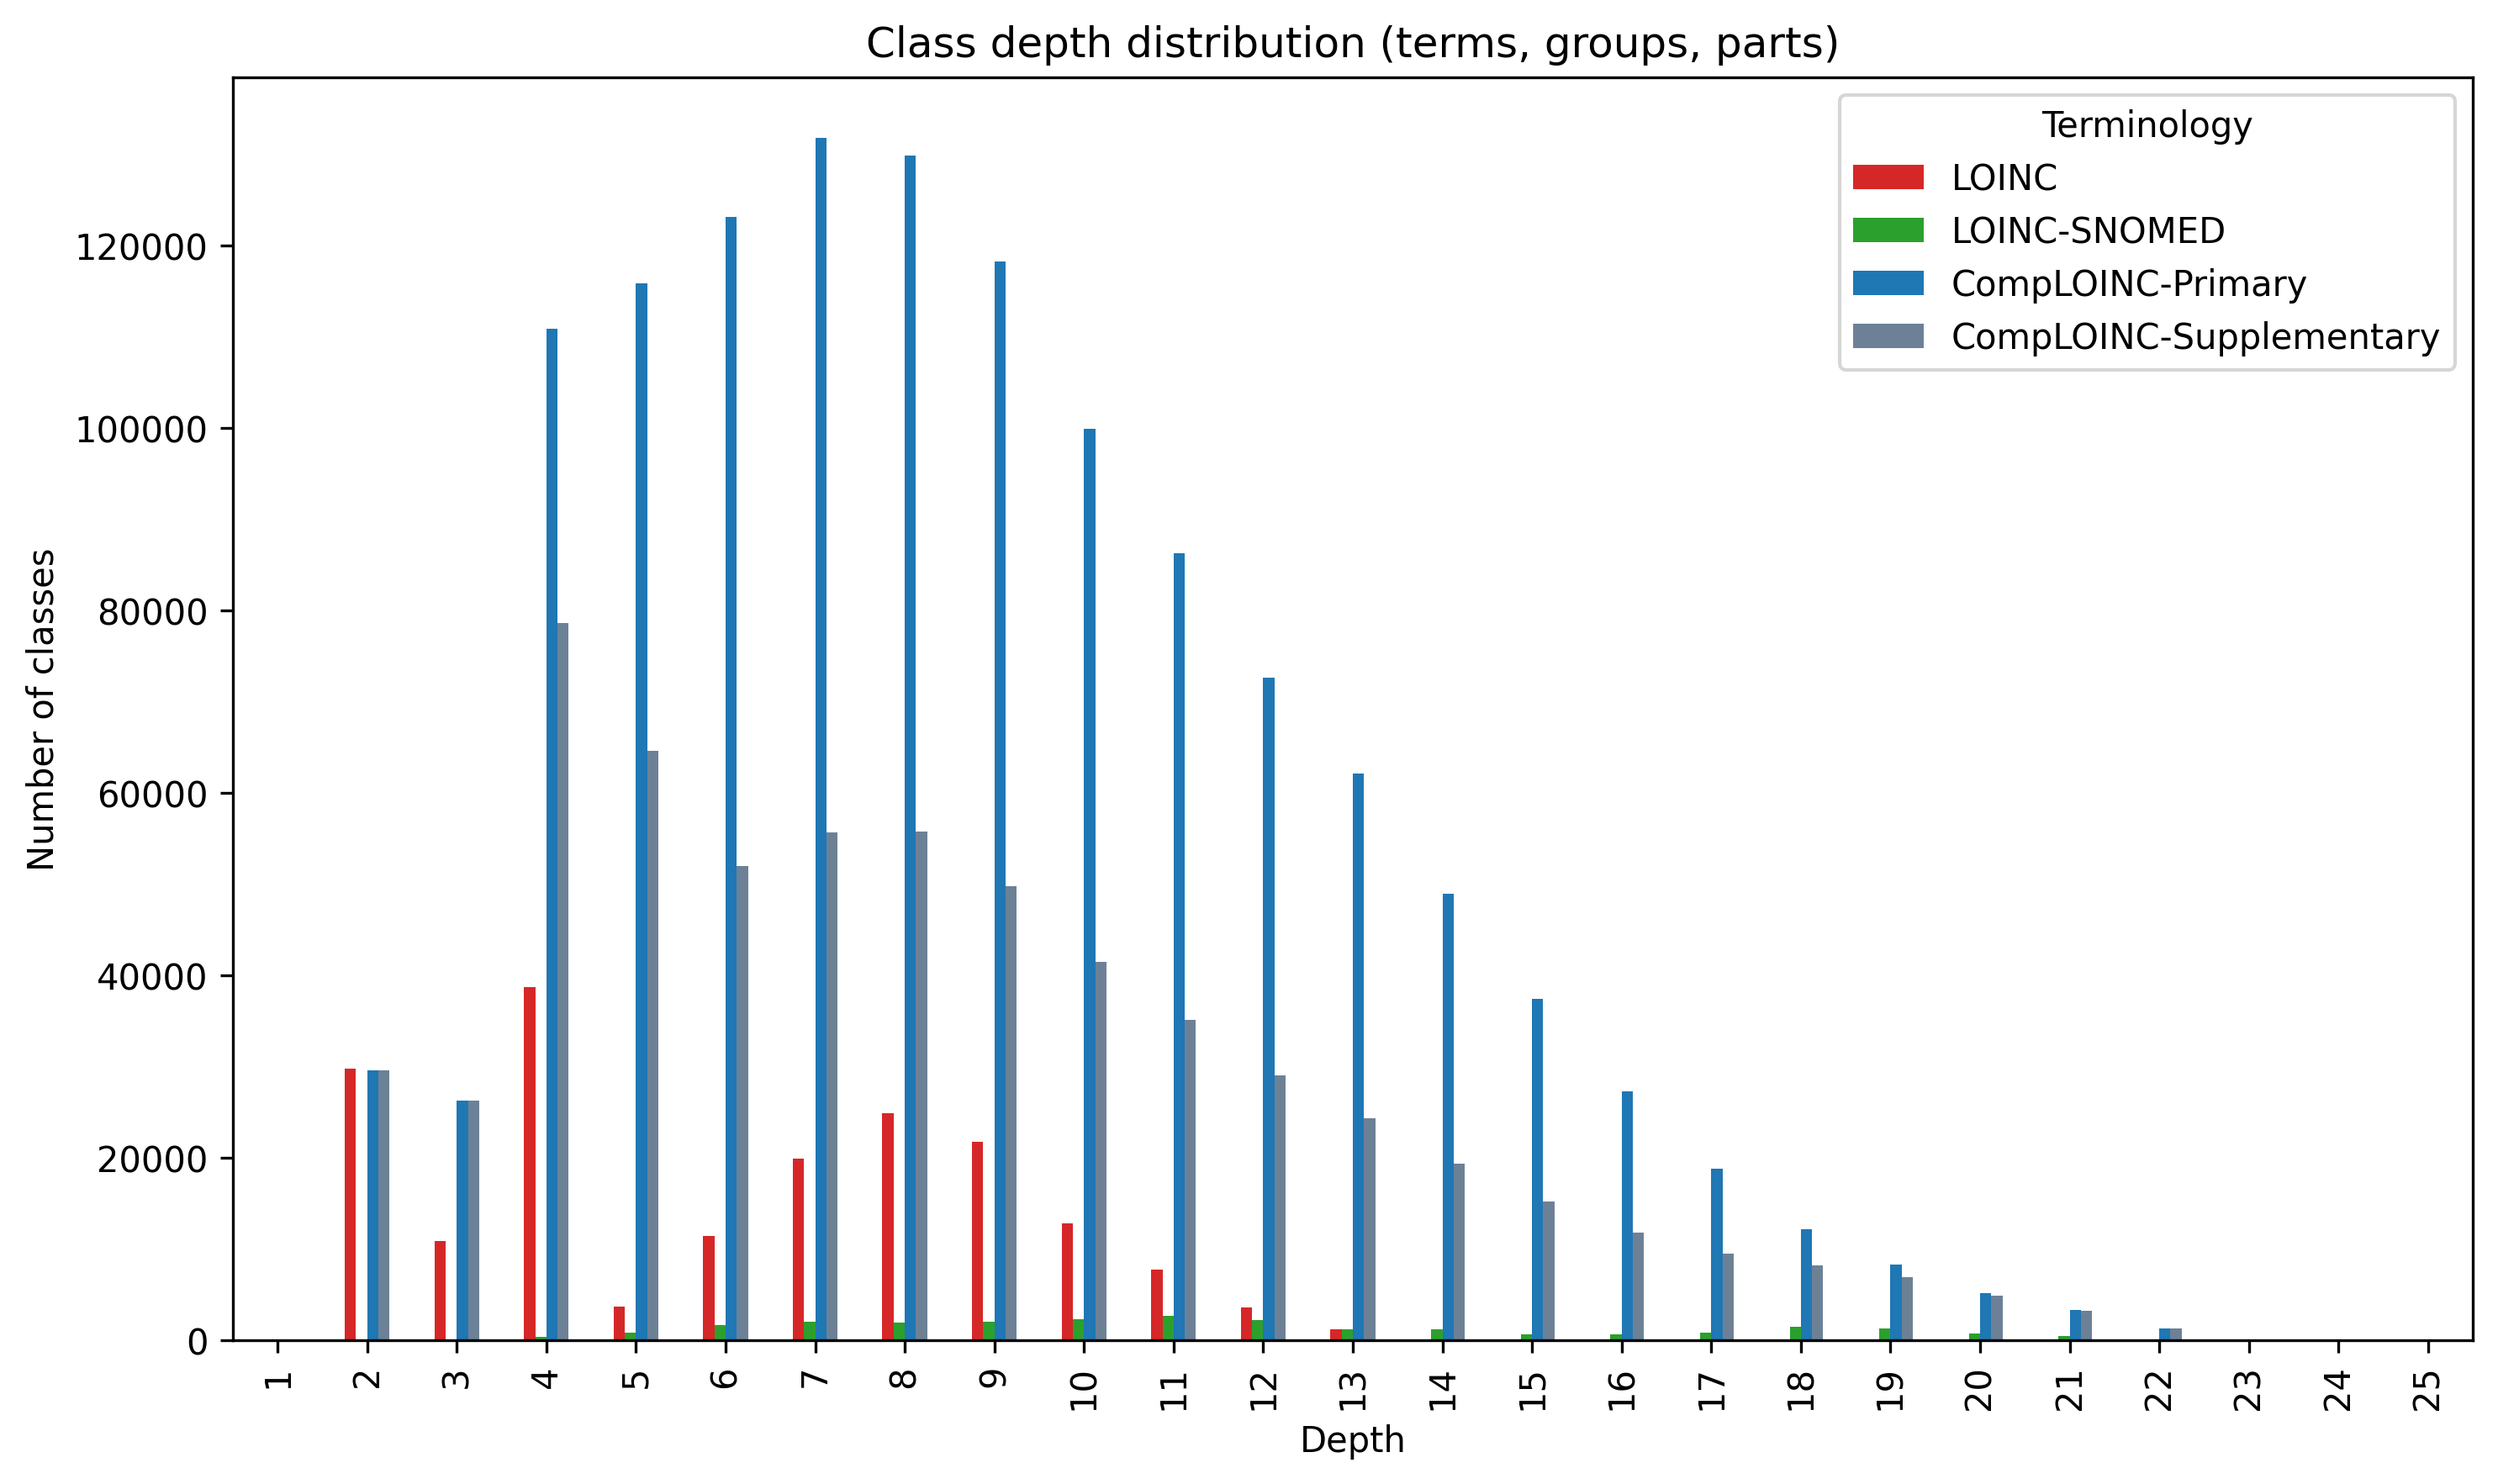 Class depth distribution (terms, groups, parts)
Terminology
LOINC
LOINC-SNOMED
CompLOINC-Primary
CompLOINC-Supplementary
Number of classes
120000
100000
80000
60000
40000
20000
0
1 2 3 4 5 6 7 8 9 10 11 12 13 14 15 16 17 18 19 20 21 22 23 24 25
Depth